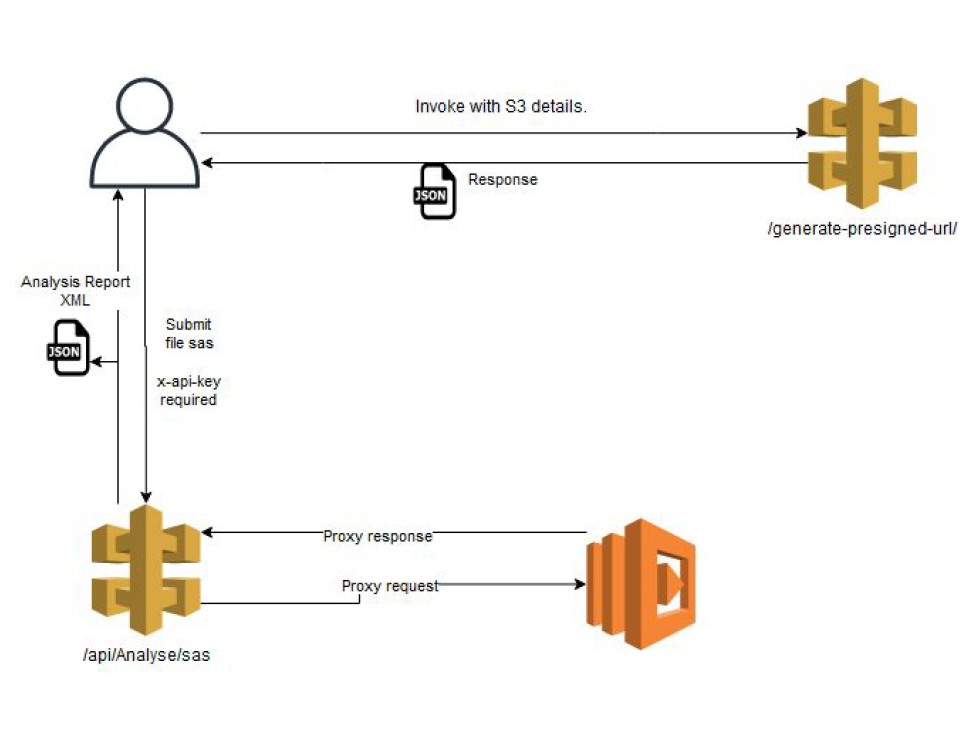 Invoke with S3 details.
JSON
Response
/generate-presigned-url/
Analysis Report
XML
JSON
Submit
file sas
x-api-key
required
Proxy response
Proxy request
/api/Analyse/sas